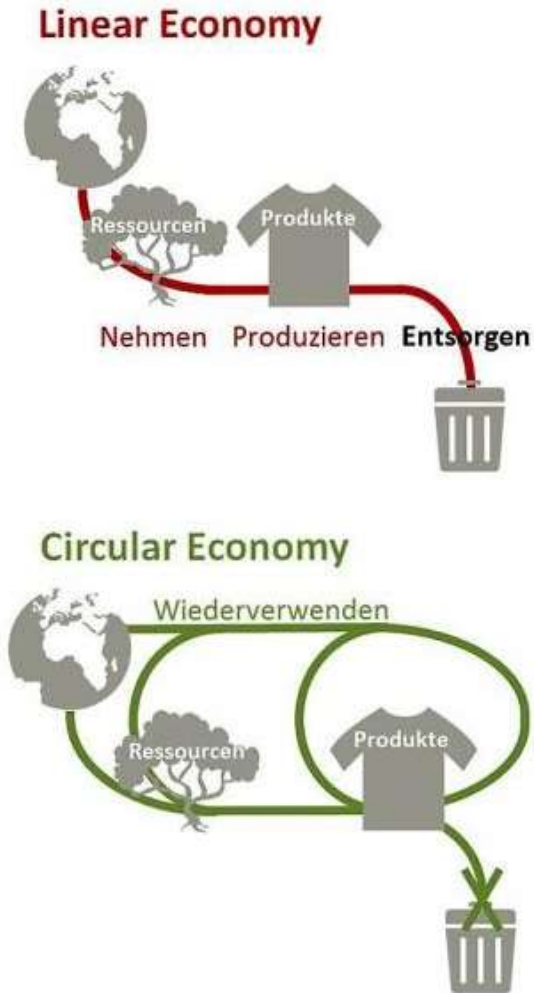 Linear Economy
Ressourcen
Produkte
Nehmen Produzieren Entsorgen
Circular Economy
Wiederverwenden
Ressourcen
Produkte